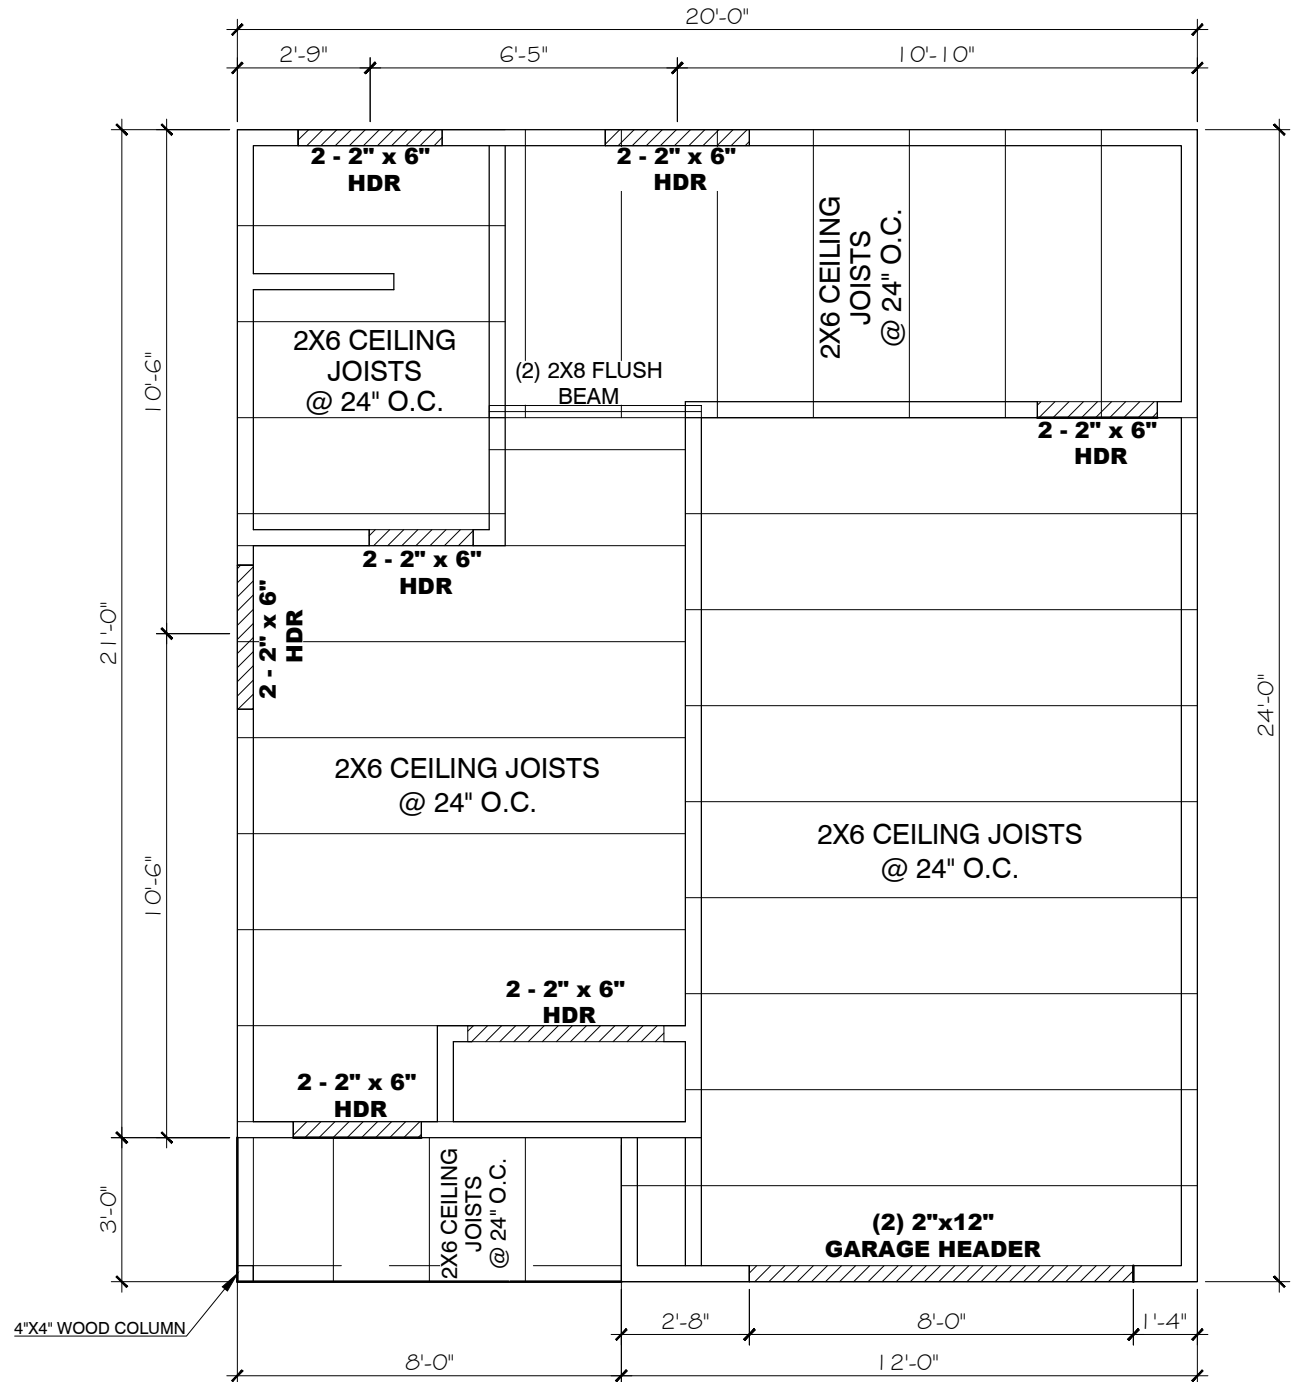 20'-0"
2'-9"
6'-5"
10'-10"
2 - 2" x 6"
HDR
2 - 2" x 6"
HDR
2X6 CEILING
JOISTS
@ 24" O.C.
2X6 CEILING
JOISTS
@ 24" O.C.
(2) 2X8 FLUSH
BEAM
10'-6"
2 - 2" x 6"
HDR
2 - 2" x 6"
HDR
2 - 2" x 6"
HDR
21'-0"
24'-0"
2X6 CEILING JOISTS
@ 24" O.C.
2X6 CEILING JOISTS
@ 24" O.C.
10'-6"
2 - 2" x 6"
HDR
2 - 2" x 6"
HDR
3'-0"
2X6 CEILING
JOISTS
@ 24" O.C.
(2) 2"x12"
GARAGE HEADER
4"X4" WOOD COLUMN
2'-8"
8'-0"
1'-4"
8'-0"
12'-0"